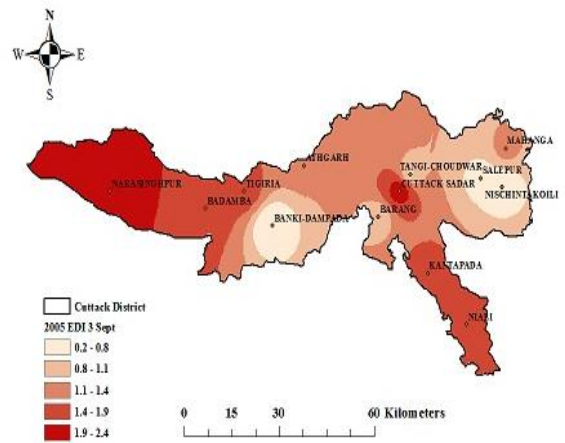 N
W E
S
MAHANGA
ATHGARH
TANGI-CHOUDWAR
SALEPUR
NARASINGHPUR
TIGIRIA
CUTTACK SADAR
NISCHINTAKOILI
BADAMBA
BARANG
BANKI-DAMPADA
KANTAPADA
NIALI
Cuttack District
2005 EDI 3 Sept
0.2 - 0.8
0.8 - 1.1
1.1 - 1.4
1.4 - 1.9
1.9 - 2.4
0 15 30 60 Kilometers